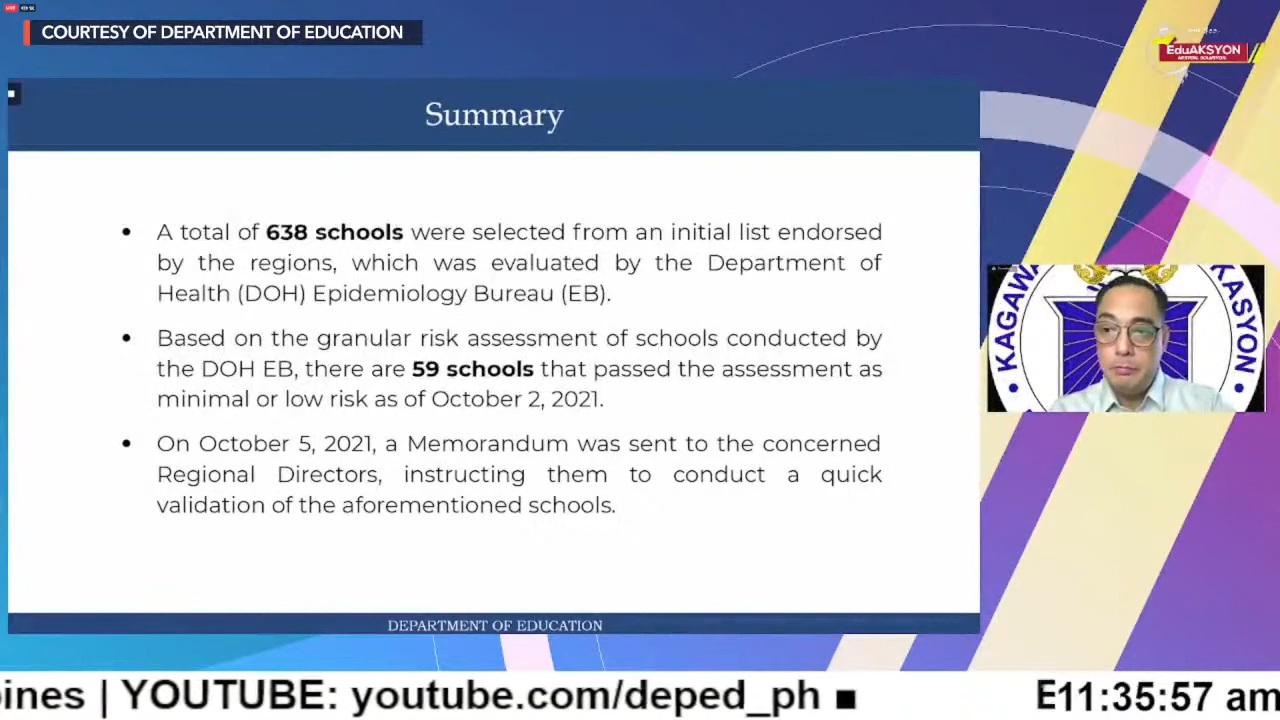 COURTESY OF DEPARTMENT OF EDUCATION
EduAKSYON
Summary
• A total of 638 schools were selected from an initial list endorsed
by the regions, which was evaluated by the Department of
Health (DOH) Epidemiology Bureau (EB).
• Based on the granular risk assessment of schools conducted by
the DOH EB, there are 59 schools that passed the assessment as
minimal or low risk as of October 2, 2021.
• On October 5, 2021, a Memorandum was sent to the concerned
Regional Directors, instructing them to conduct a quick
validation of the aforementioned schools.
DEPARTMENT OF EDUCATION
KAGAWA
KASYON
pines | YOUTUBE: youtube.com/deped_ph ■
E11:35:57 am